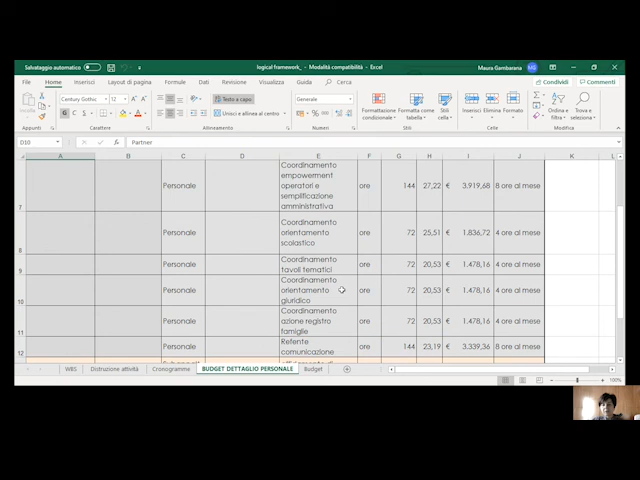 Salvataggio automatico
logical framework_ - Modalità compatibilità - Excel
Maura Gambarana
MG
File Home Inserisci Layout di pagina Formule Dati Revisione Visualizza Guida Cerca
Condividi Commenti
Incolla
Century Gothic 12
Testo a capo
Generale
G C S
Unisci e allinea al centro
Formattazione condizionale
Formatta come tabella
Stili cella
Inserisci Elimina Formato
Ordina e filtra
Trova e seleziona
Appunti Carattere Allineamento Numeri Stili Celle Modifica
D10 fx Partner
A B C D E F G H I J K L
7 Personale Coordinamento empowerment operatori e semplificazione amministrativa ore 144 27,22 € 3.919,68 8 ore al mese
8 Personale Coordinamento orientamento scolastico ore 72 25,51 € 1.836,72 4 ore al mese
9 Personale Coordinamento tavoli tematici ore 72 20,53 € 1.478,16 4 ore al mese
10 Personale Coordinamento orientamento giuridico ore 72 20,53 € 1.478,16 4 ore al mese
11 Personale Coordinamento azione registro famiglie ore 72 20,53 € 1.478,16 4 ore al mese
12 Personale Refente comunicazione ore 144 23,19 € 3.339,36 8 ore al mese
WBS Distruzione attività Cronogramme BUDGET DETTAGLIO PERSONALE Budget
100%